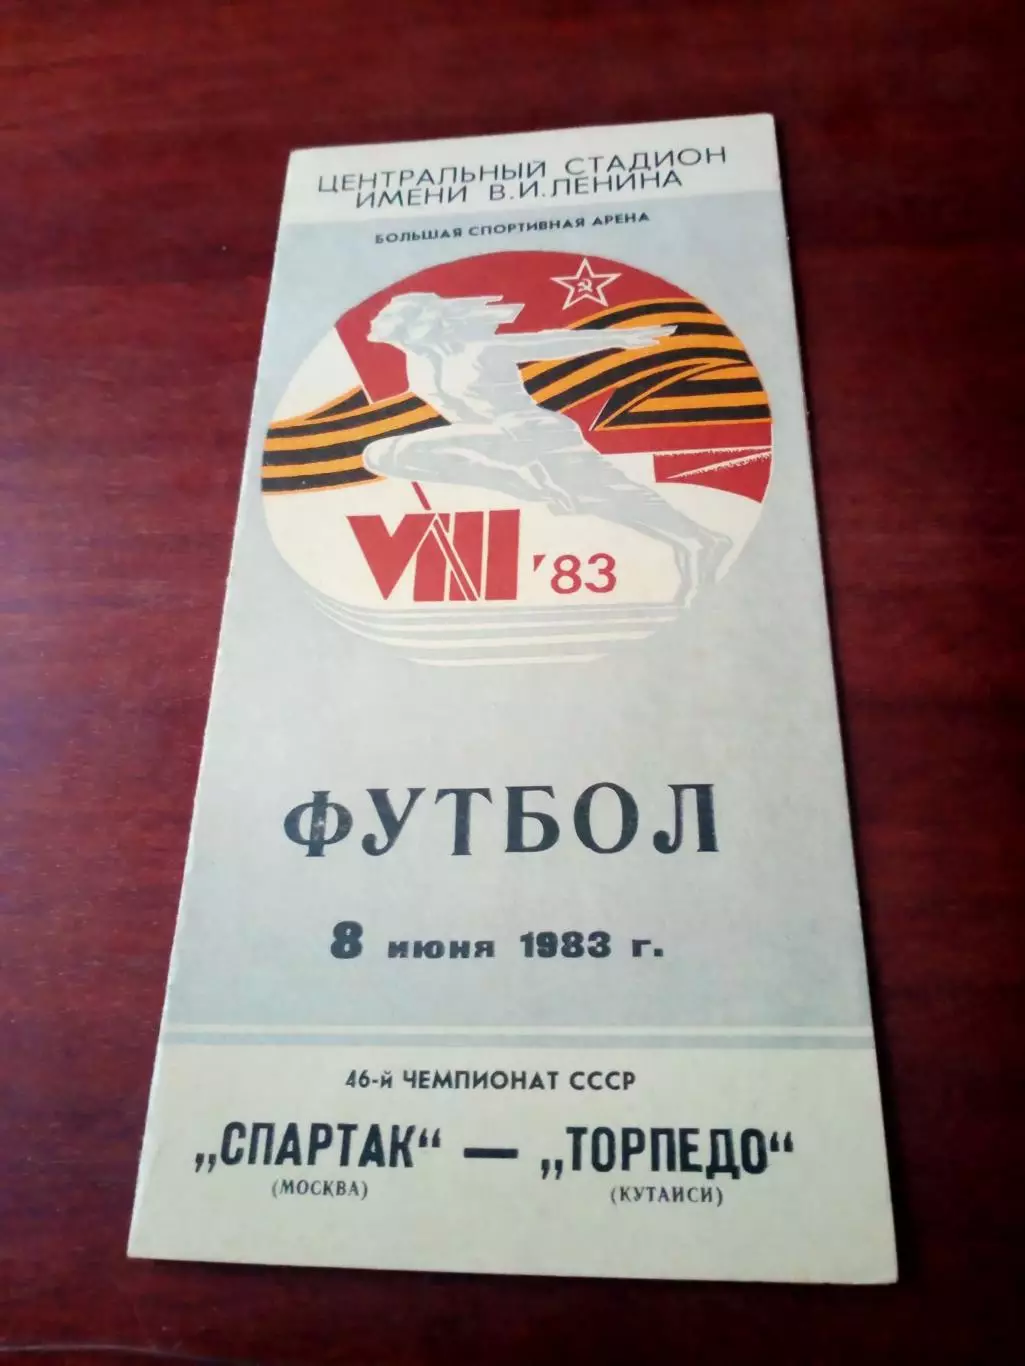 ЦЕНТРАЛЬНЫЙ СТАДИОН
ИМЕНИ В.И.ЛЕНИНА
БОЛЬШАЯ СПОРТИВНАЯ АРЕНА
VIII '83
ФУТБОЛ
8 июня 1983 г.
46-й ЧЕМПИОНАТ СССР
„СПАРТАК“ — „ТОРПЕДО“
(МОСКВА) (КУТАИСИ)